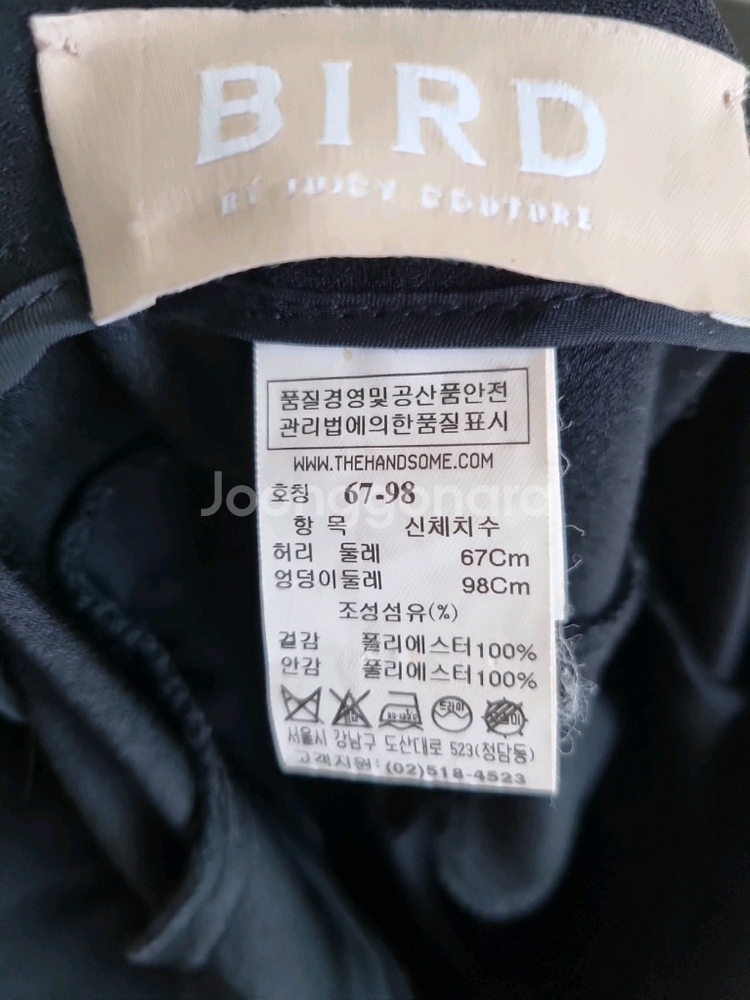 BIRD
BY JUICY COUTURE
품질경영및공산품안전
관리법에의한품질표시
WWW.THEHANDSOME.COM
Joonggonara
호칭 67-98
항 목 신체치수
허리 둘레 67Cm
엉덩이둘레 98Cm
조성섬유(%)
겉감 폴리에스터100%
안감 폴리에스터100%
드라이
서울시 강남구 도산대로 523(청담동)
고객지원: (02)518-4523